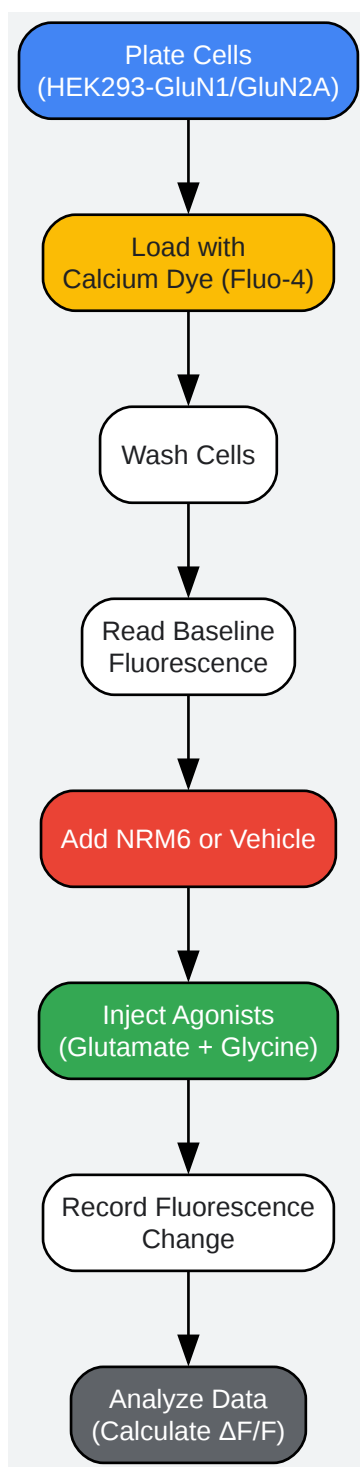 Plate Cells
(HEK293-GluN1/GluN2A)
Load with
Calcium Dye (Fluo-4)
Wash Cells
Read Baseline
Fluorescence
Add NRM6 or Vehicle
Inject Agonists
(Glutamate + Glycine)
Record Fluorescence
Change
Analyze Data
(Calculate ΔF/F)